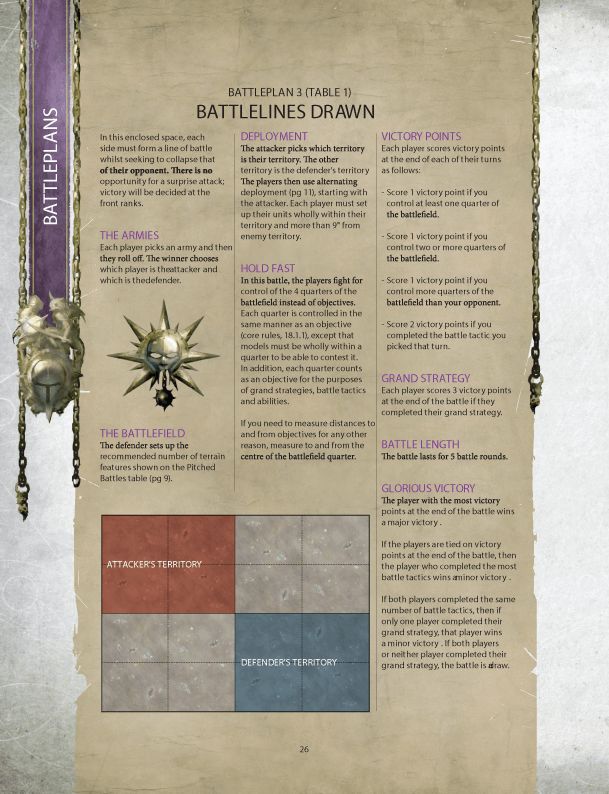 BATTLEPLANS
BATTLEPLAN 3 (TABLE 1)
BATTLELINES DRAWN
In this enclosed space, each
side must form a line of battle
whilst seeking to collapse that
of their opponent. There is no
opportunity for a surprise attack;
victory will be decided at the
front ranks.
THE ARMIES
Each player picks an army and then
they roll off. The winner chooses
which player is theattacker and
which is thedefender.
THE BATTLEFIELD
The defender sets up the
recommended number of terrain
features shown on the Pitched
Battles table (pg 9).
DEPLOYMENT
The attacker picks which territory
is their territory. The other
territory is the defender's territory
The players then use alternating
deployment (pg 11), starting with
the attacker. Each player must set
up their units wholly within their
territory and more than 9" from
enemy territory.
HOLD FAST
In this battle, the players fight for
control of the 4 quarters of the
battlefield instead of objectives.
Each quarter is controlled in the
same manner as an objective
(core rules, 18.1.1), except that
models must be wholly within a
quarter to be able to contest it.
In addition, each quarter counts
as an objective for the purposes
of grand strategies, battle tactics
and abilities.
If you need to measure distances to
and from objectives for any other
reason, measure to and from the
centre of the battlefield quarter.
VICTORY POINTS
Each player scores victory points
at the end of each of their turns
as follows:
- Score 1 victory point if you
control at least one quarter of
the battlefield.
- Score 1 victory point if you
control two or more quarters of
the battlefield.
- Score 1 victory point if you
control more quarters of the
battlefield than your opponent.
- Score 2 victory points if you
completed the battle tactic you
picked that turn.
GRAND STRATEGY
Each player scores 3 victory points
at the end of the battle if they
completed their grand strategy.
BATTLE LENGTH
The battle lasts for 5 battle rounds.
GLORIOUS VICTORY
The player with the most victory
points at the end of the battle wins
a major victory .
If the players are tied on victory
points at the end of the battle, then
the player who completed the most
battle tactics wins aminor victory .
If both players completed the same
number of battle tactics, then if
only one player completed their
grand strategy, that player wins
a minor victory . If both players
or neither player completed their
grand strategy, the battle is adraw.
ATTACKER'S TERRITORY
DEFENDER'S TERRITORY
26